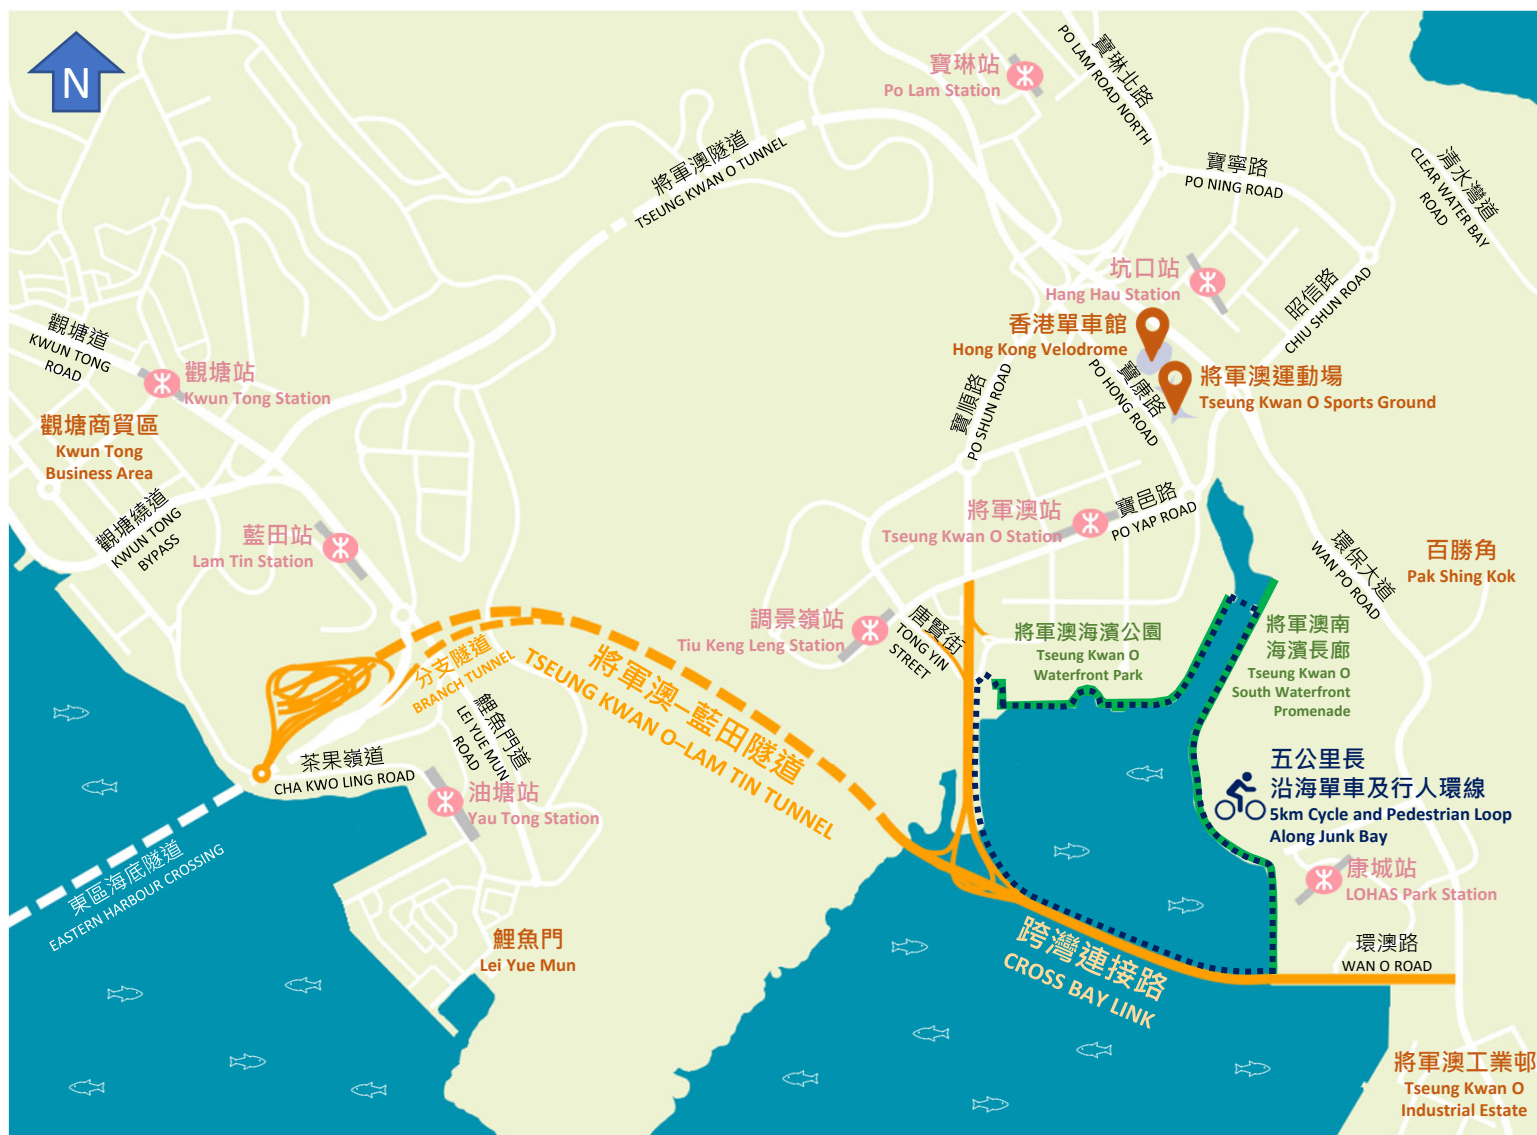 N
寶琳站
Po Lam Station
寶琳北路
PO LAM ROAD NORTH
將軍澳隧道
TSEUNG KWAN O TUNNEL
寶寧路
PO NING ROAD
清水灣道
CLEAR WATER BAY
ROAD
坑口站
Hang Hau Station
昭信路
CHIU SHUN ROAD
香港單車館
Hong Kong Velodrome
觀塘道
KWUN TONG
ROAD
觀塘站
Kwun Tong Station
寶順路
PO SHUN ROAD
寶康路
PO HONG ROAD
將軍澳運動場
Tseung Kwan O Sports Ground
觀塘商貿區
Kwun Tong
Business Area
觀塘繞道
KWUN TONG
BYPASS
藍田站
Lam Tin Station
將軍澳站
Tseung Kwan O Station
寶邑路
PO YAP ROAD
環保大道
WAN PO ROAD
百勝角
Pak Shing Kok
調景嶺站
Tiu Keng Leng Station
唐賢街
TONG YIN
STREET
將軍澳海濱公園
Tseung Kwan O
Waterfront Park
將軍澳南
海濱長廊
Tseung Kwan O
South Waterfront
Promenade
分支隧道
BRANCH TUNNEL
將軍澳–藍田隧道
TSEUNG KWAN O–LAM TIN TUNNEL
鯉魚門道
LEI YUE MUN
ROAD
茶果嶺道
CHA KWO LING ROAD
油塘站
Yau Tong Station
五公里長
沿海單車及行人環線
5km Cycle and Pedestrian Loop
Along Junk Bay
東區海底隧道
EASTERN HARBOUR CROSSING
康城站
LOHAS Park Station
鯉魚門
Lei Yue Mun
跨灣連接路
CROSS BAY LINK
環澳路
WAN O ROAD
將軍澳工業邨
Tseung Kwan O
Industrial Estate